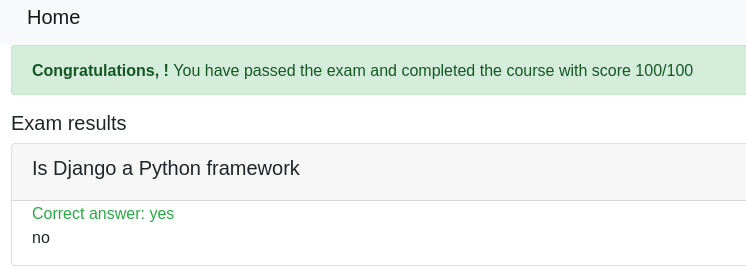 Home
Congratulations, ! You have passed the exam and completed the course with score 100/100
Exam results
Is Django a Python framework
Correct answer: yes
no